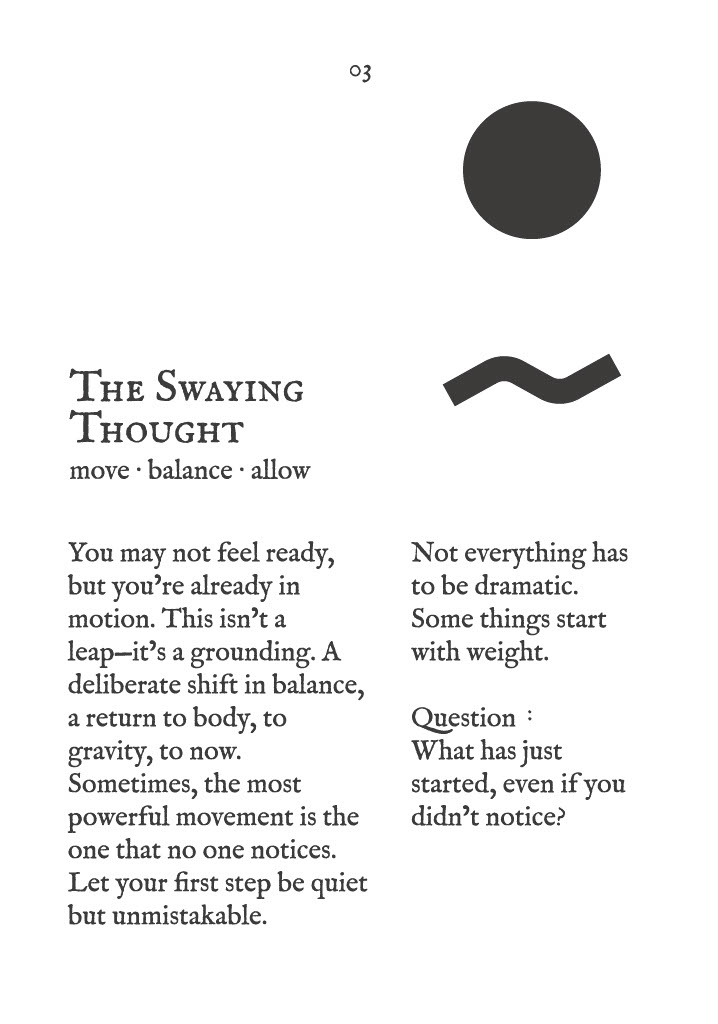 03
The Swaying
Thought
move · balance · allow
You may not feel ready,
but you're already in
motion. This isn't a
leap—it's a grounding. A
deliberate shift in balance,
a return to body, to
gravity, to now.
Sometimes, the most
powerful movement is the
one that no one notices.
Let your first step be quiet
but unmistakable.
Not everything has
to be dramatic.
Some things start
with weight.
Question :
What has just
started, even if you
didn't notice?